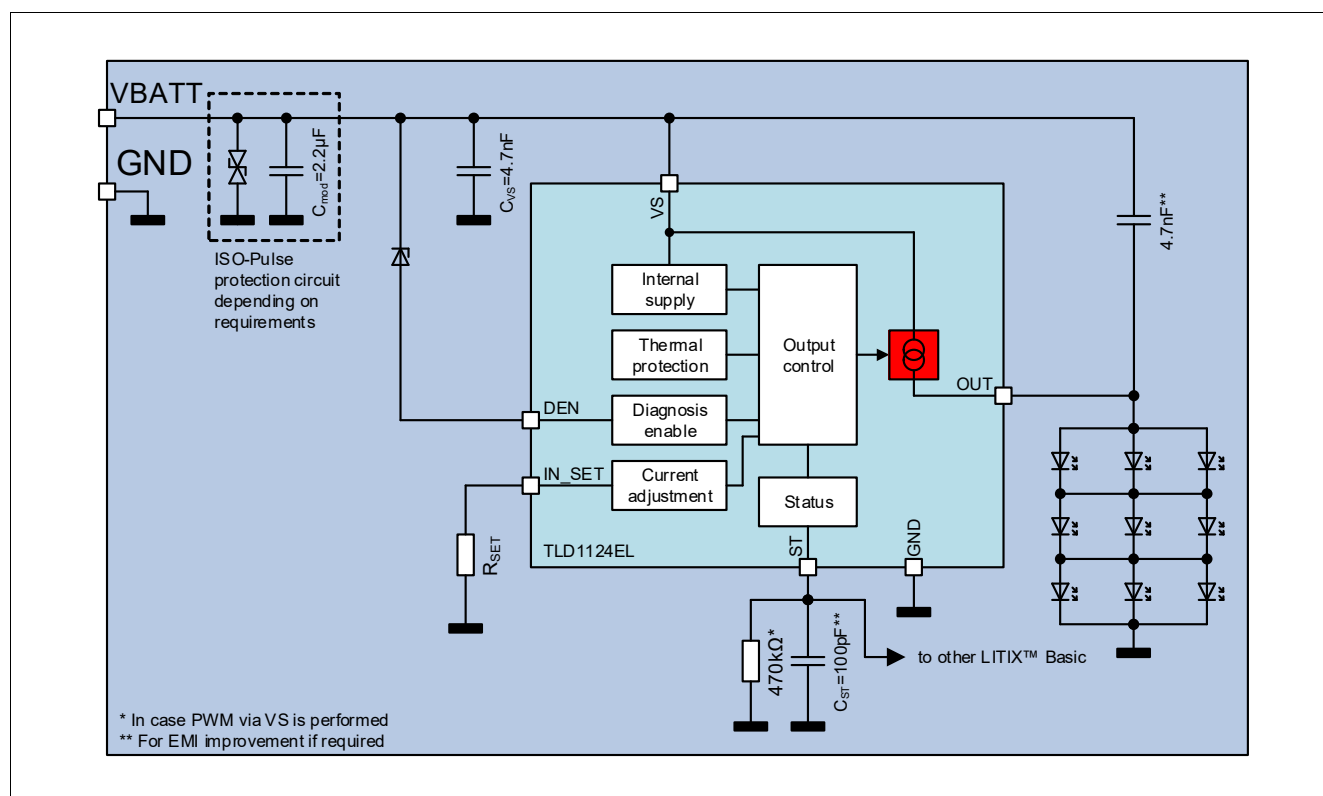 VBATT
GND
Cmod=2.2µF
ISO-Pulse
protection circuit
depending on
requirements
CVS=4.7nF
4.7nF**
VS
Internal
supply
Thermal
protection
Output
control
OUT
DEN
Diagnosis
enable
IN_SET
Current
adjustment
Status
RSET
TLD1124EL
ST
GND
470kΩ*
CST=100pF**
to other LITIX™ Basic
* In case PWM via VS is performed
** For EMI improvement if required